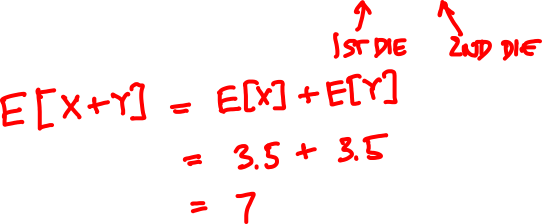 1ST DIE 2ND DIE
E[X+Y] = E[X] + E[Y]
= 3.5 + 3.5
= 7